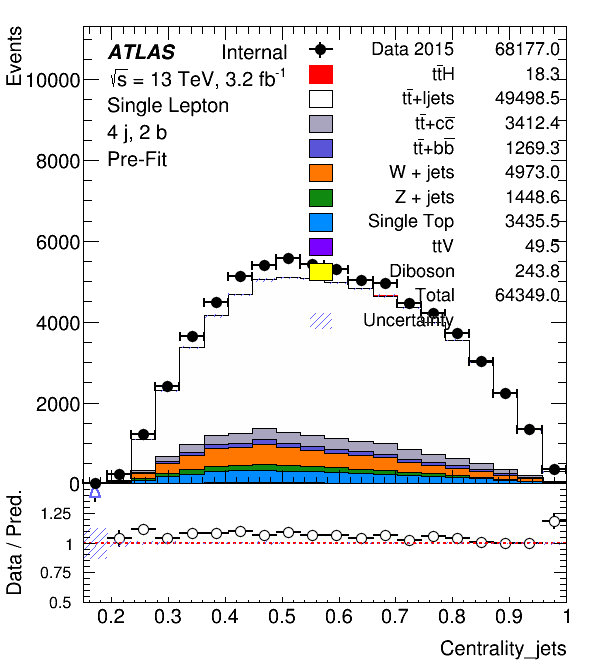 Events
ATLAS Internal
√s = 13 TeV, 3.2 fb⁻¹
Single Lepton
4 j, 2 b
Pre-Fit
Data 2015 68177.0
tt̄H 18.3
tt̄+ljets 49498.5
tt̄+cc̄ 3412.4
tt̄+bb̄ 1269.3
W + jets 4973.0
Z + jets 1448.6
Single Top 3435.5
ttV 49.5
Diboson 243.8
Total 64349.0
Uncertainty
10000
8000
6000
4000
2000
0
Data / Pred.
1.25
1
0.75
0.5
0.2 0.3 0.4 0.5 0.6 0.7 0.8 0.9 1
Centrality_jets